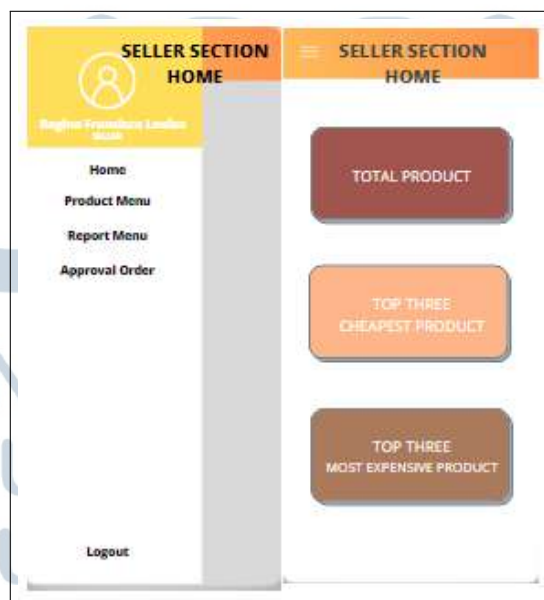 SELLER SECTION
HOME
Home
Product Menu
Report Menu
Approval Order
Logout
SELLER SECTION
HOME
TOTAL PRODUCT
TOP THREE
CHEAPEST PRODUCT
TOP THREE
MOST EXPENSIVE PRODUCT